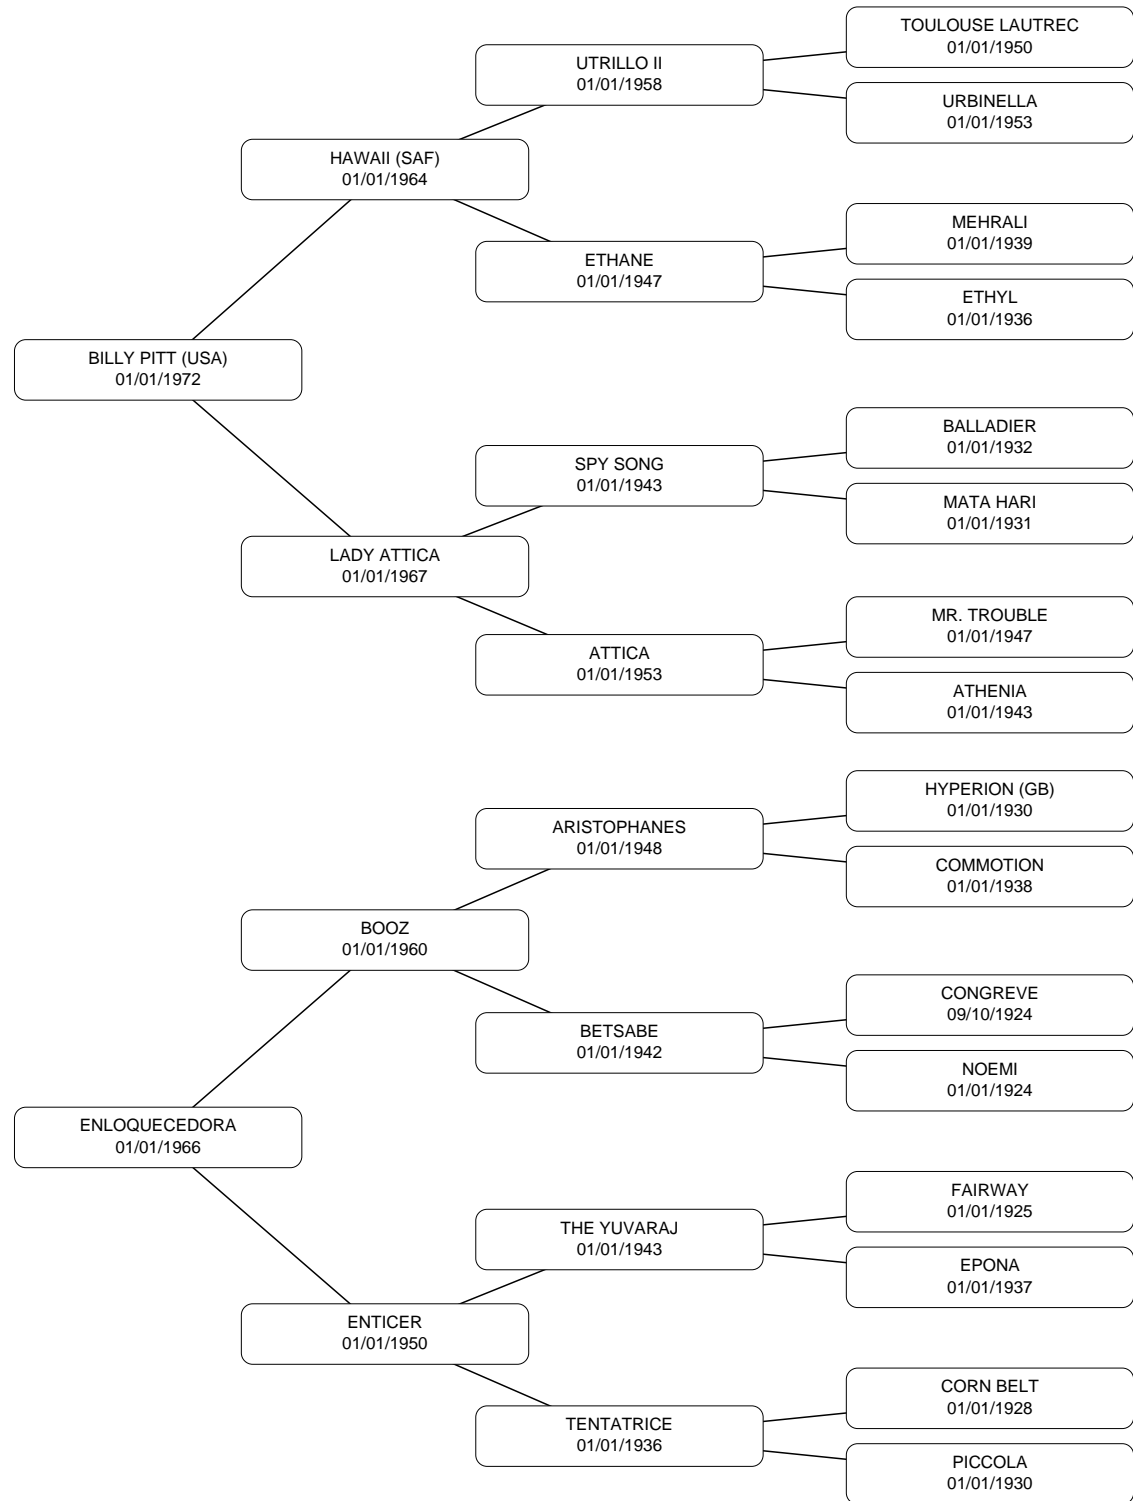 TOULOUSE LAUTREC
01/01/1950
UTRILLO II
01/01/1958
URBINELLA
01/01/1953
HAWAII (SAF)
01/01/1964
MEHRALI
01/01/1939
ETHANE
01/01/1947
ETHYL
01/01/1936
BILLY PITT (USA)
01/01/1972
BALLADIER
01/01/1932
SPY SONG
01/01/1943
MATA HARI
01/01/1931
LADY ATTICA
01/01/1967
MR. TROUBLE
01/01/1947
ATTICA
01/01/1953
ATHENIA
01/01/1943
HYPERION (GB)
01/01/1930
ARISTOPHANES
01/01/1948
COMMOTION
01/01/1938
BOOZ
01/01/1960
CONGREVE
09/10/1924
BETSABE
01/01/1942
NOEMI
01/01/1924
ENLOQUECEDORA
01/01/1966
FAIRWAY
01/01/1925
THE YUVARAJ
01/01/1943
EPONA
01/01/1937
ENTICER
01/01/1950
CORN BELT
01/01/1928
TENTATRICE
01/01/1936
PICCOLA
01/01/1930